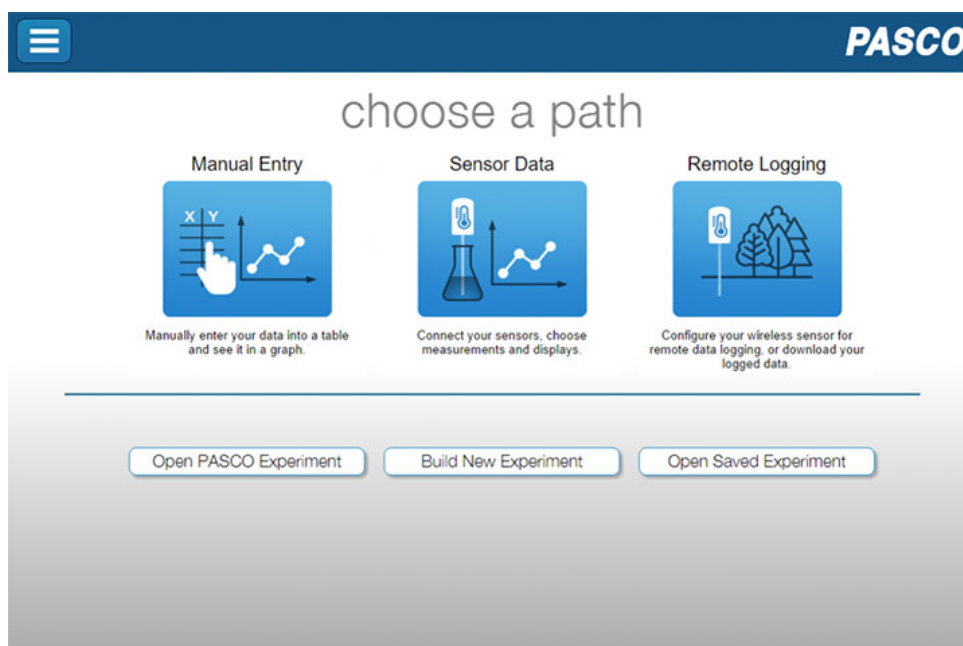 PASCO
choose a path
Manual Entry
Sensor Data
Remote Logging
X Y
Manually enter your data into a table
and see it in a graph.
Connect your sensors, choose
measurements and displays.
Configure your wireless sensor for
remote data logging, or download your
logged data.
Open PASCO Experiment
Build New Experiment
Open Saved Experiment